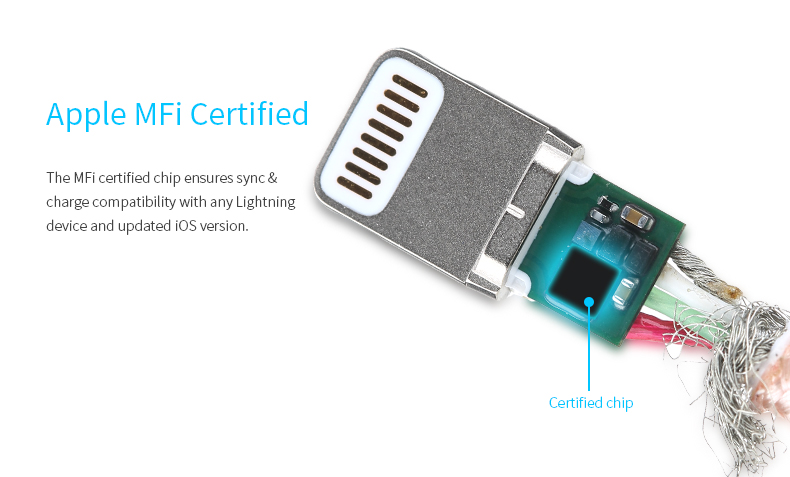 Apple MFi Certified
The MFi certified chip ensures sync &
charge compatibility with any Lightning
device and updated iOS version.
Certified chip